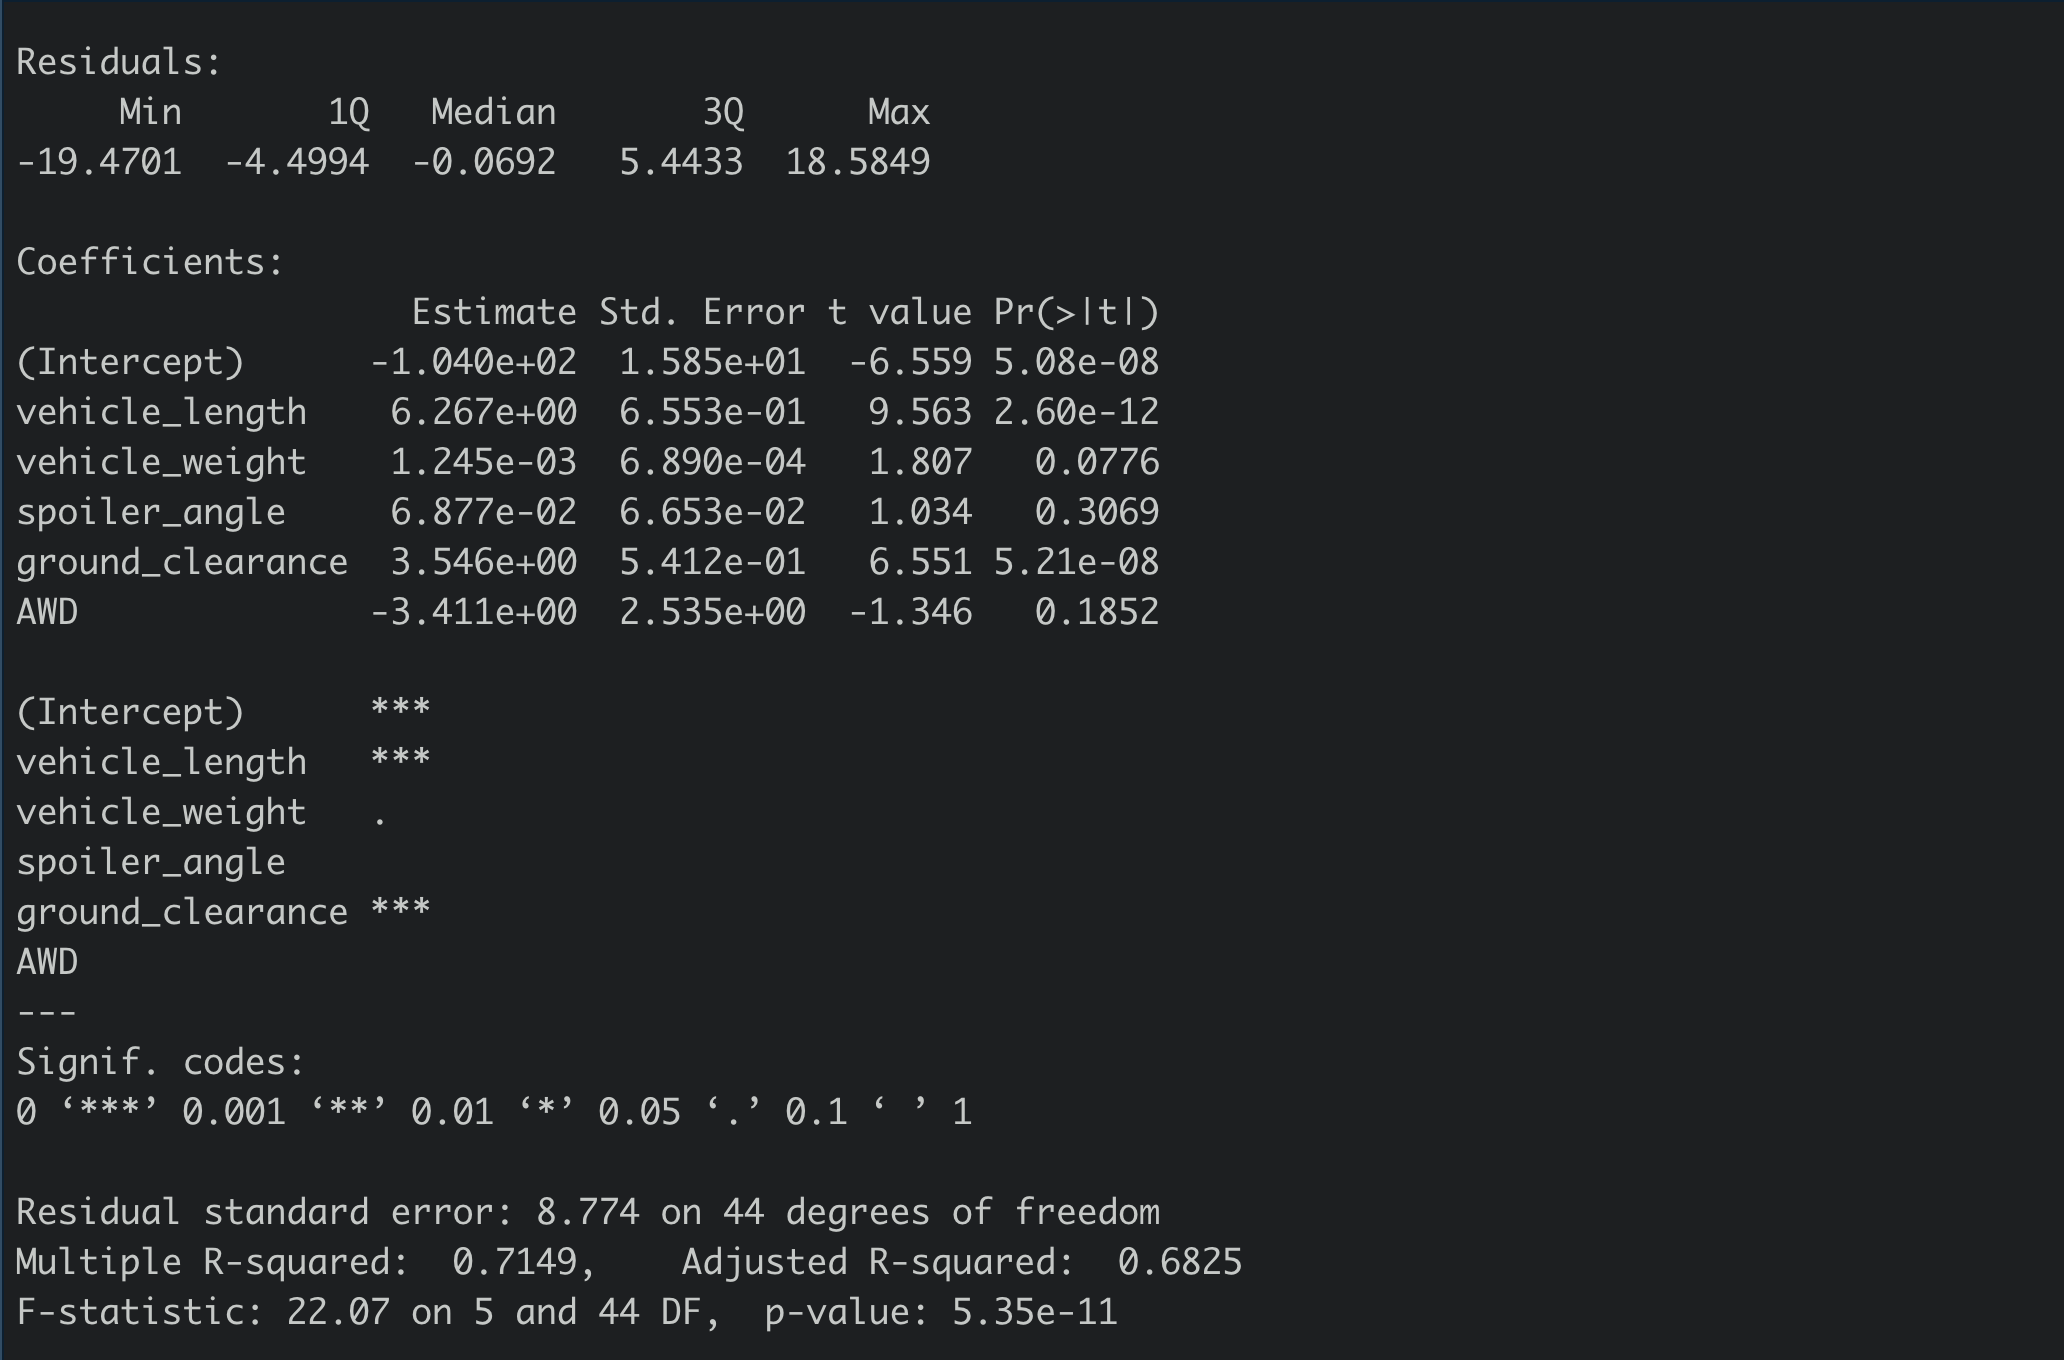 Residuals:
     Min       1Q   Median       3Q      Max
-19.4701  -4.4994  -0.0692   5.4433  18.5849
Coefficients:
                   Estimate Std. Error t value Pr(>|t|)
(Intercept)      -1.040e+02  1.585e+01  -6.559 5.08e-08
vehicle_length    6.267e+00  6.553e-01   9.563 2.60e-12
vehicle_weight    1.245e-03  6.890e-04   1.807   0.0776
spoiler_angle     6.877e-02  6.653e-02   1.034   0.3069
ground_clearance  3.546e+00  5.412e-01   6.551 5.21e-08
AWD              -3.411e+00  2.535e+00  -1.346   0.1852
(Intercept)      ***
vehicle_length   ***
vehicle_weight   .
spoiler_angle
ground_clearance ***
AWD
---
Signif. codes:
0 ‘***’ 0.001 ‘**’ 0.01 ‘*’ 0.05 ‘.’ 0.1 ‘ ’ 1
Residual standard error: 8.774 on 44 degrees of freedom
Multiple R-squared:  0.7149,    Adjusted R-squared:  0.6825
F-statistic: 22.07 on 5 and 44 DF,  p-value: 5.35e-11